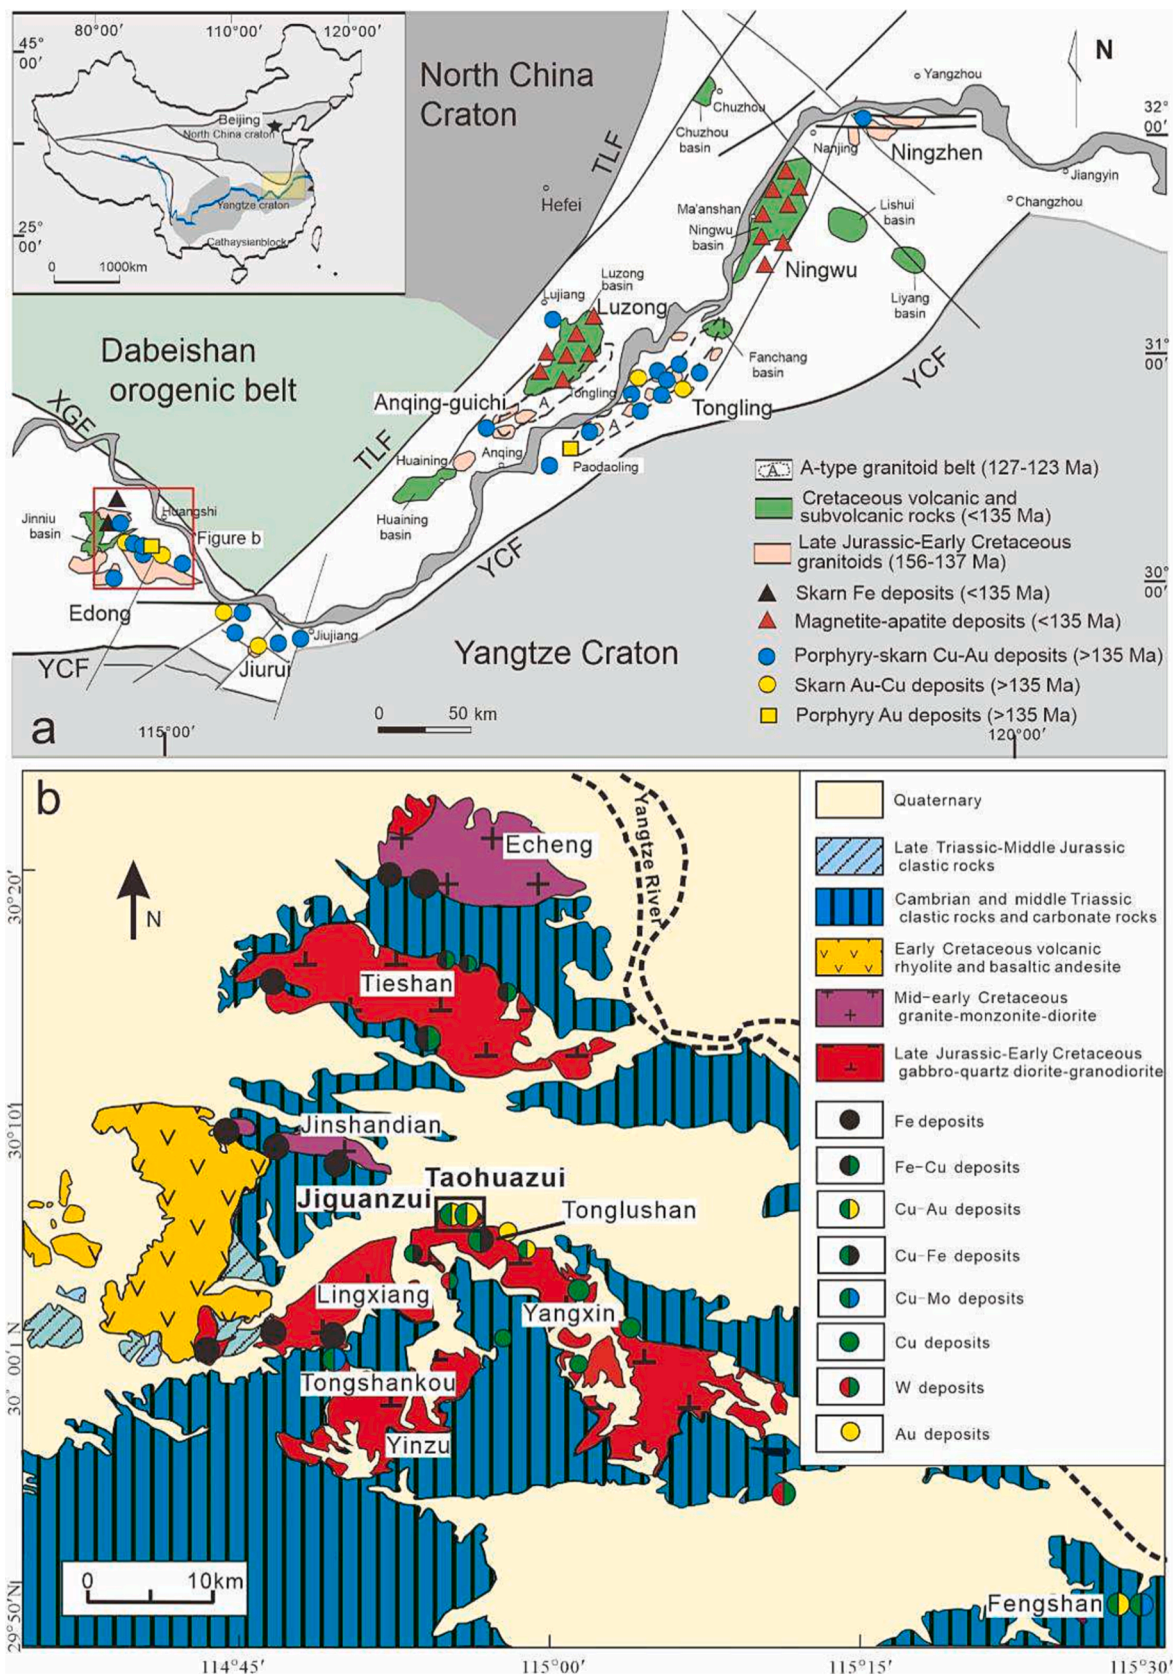 80°00′
110°00′
120°00′
45°
00′
25°
00′
Beijing
North China craton
Yangtze craton
Cathaysianblock
0
1000km
North China
Craton
TLF
Hefei
Chuzhou
Chuzhou
basin
Yangzhou
N
32°
00′
Nanjing
Ningzhen
Jiangyin
Changzhou
Ma'anshan
Ningwu
basin
Ningwu
Lishui
basin
Liyang
basin
Luzong
basin
Lujiang
Luzong
31°
00′
Fanchang
basin
YCF
Dabeishan
orogenic belt
XGF
TLF
Anqing-guichi
Tongling
A
A
Tongling
Anqing
Huaining
Paodaoling
Huaining
basin
YCF
Jinniu
basin
Huangshi
Figure b
Edong
Jiujiang
Jiurui
YCF
Yangtze Craton
30°
00′
A A-type granitoid belt (127-123 Ma)
Cretaceous volcanic and
subvolcanic rocks (<135 Ma)
Late Jurassic-Early Cretaceous
granitoids (156-137 Ma)
Skarn Fe deposits (<135 Ma)
Magnetite-apatite deposits (<135 Ma)
Porphyry-skarn Cu-Au deposits (>135 Ma)
Skarn Au-Cu deposits (>135 Ma)
Porphyry Au deposits (>135 Ma)
0
50 km
a
115°00′
120°00′
b
N
Yangtze River
30°20′
Echeng
Tieshan
30°10′
Jinshandian
Taohuazui
Jiguanzui
Tonglushan
Lingxiang
Yangxin
30° 00′ N
Tongshankou
Yinzu
Fengshan
0
10km
29°50′N
114°45′
115°00′
115°15′
115°30′
Quaternary
Late Triassic-Middle Jurassic
clastic rocks
Cambrian and middle Triassic
clastic rocks and carbonate rocks
Early Cretaceous volcanic
rhyolite and basaltic andesite
Mid-early Cretaceous
granite-monzonite-diorite
Late Jurassic-Early Cretaceous
gabbro-quartz diorite-granodiorite
Fe deposits
Fe-Cu deposits
Cu-Au deposits
Cu-Fe deposits
Cu-Mo deposits
Cu deposits
W deposits
Au deposits